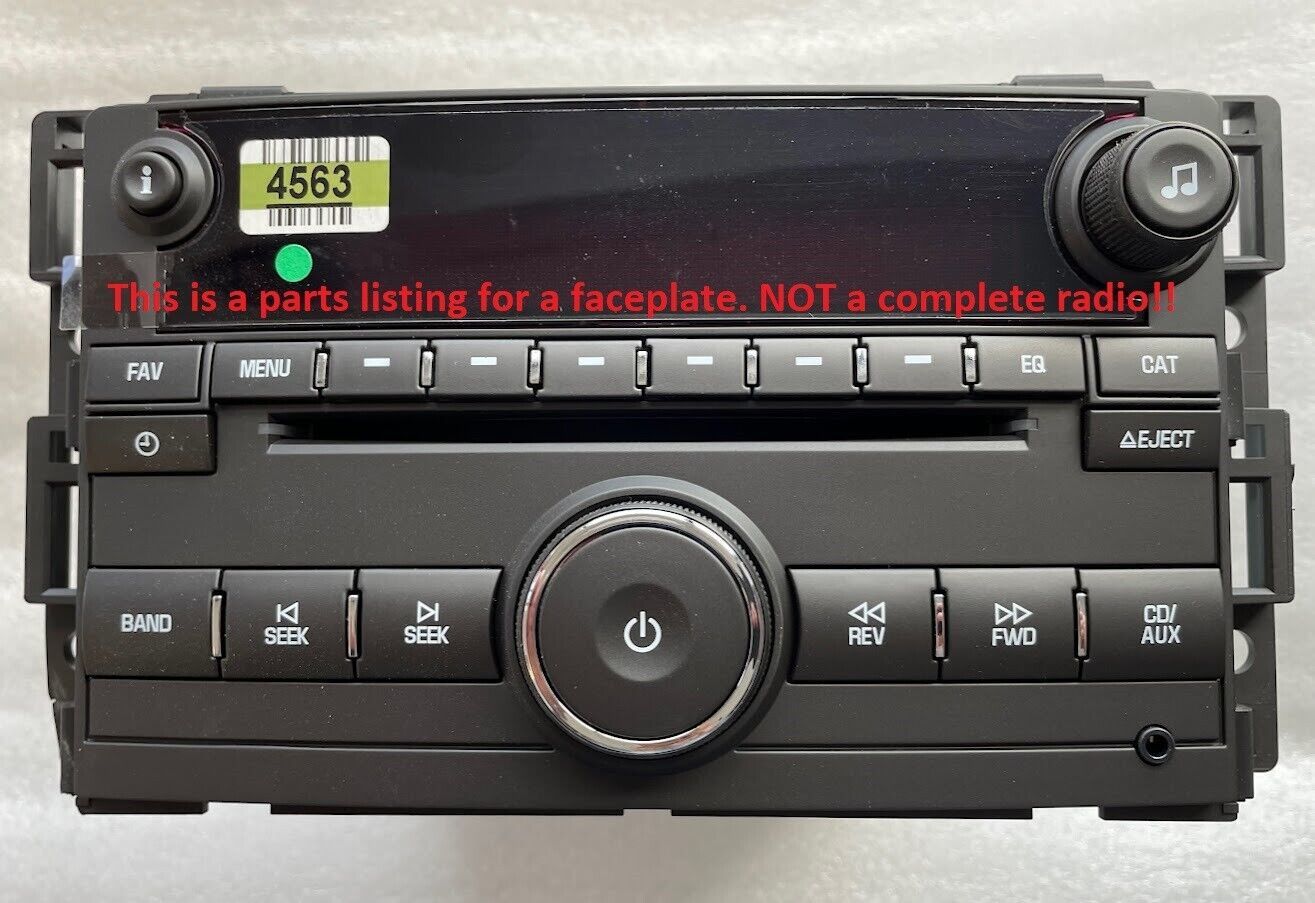 4563
This is a parts listing for a faceplate. NOT a complete radio!!
FAV MENU EQ CAT
EJECT
BAND SEEK SEEK REV FWD CD/
AUX